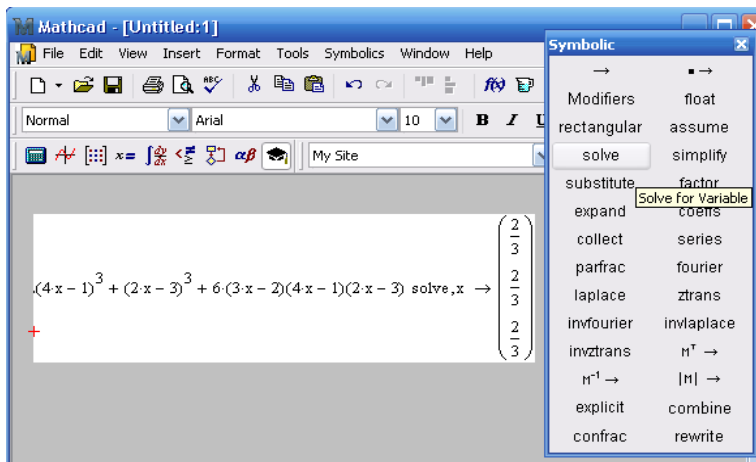 Mathcad - [Untitled:1]
File Edit View Insert Format Tools Symbolics Window Help
ABC
f(x)
Normal Arial 10 B I U
x= αβ My Site
.(4·x − 1)^3 + (2·x − 3)^3 + 6·(3·x − 2)(4·x − 1)(2·x − 3) solve,x → (2/3
2/3
2/3)
Symbolic
→ ▪ →
Modifiers float
rectangular assume
solve simplify
substitute factor
Solve for Variable
expand coeffs
collect series
parfrac fourier
laplace ztrans
invfourier invlaplace
invztrans M^T →
M^-1 → |M| →
explicit combine
confrac rewrite